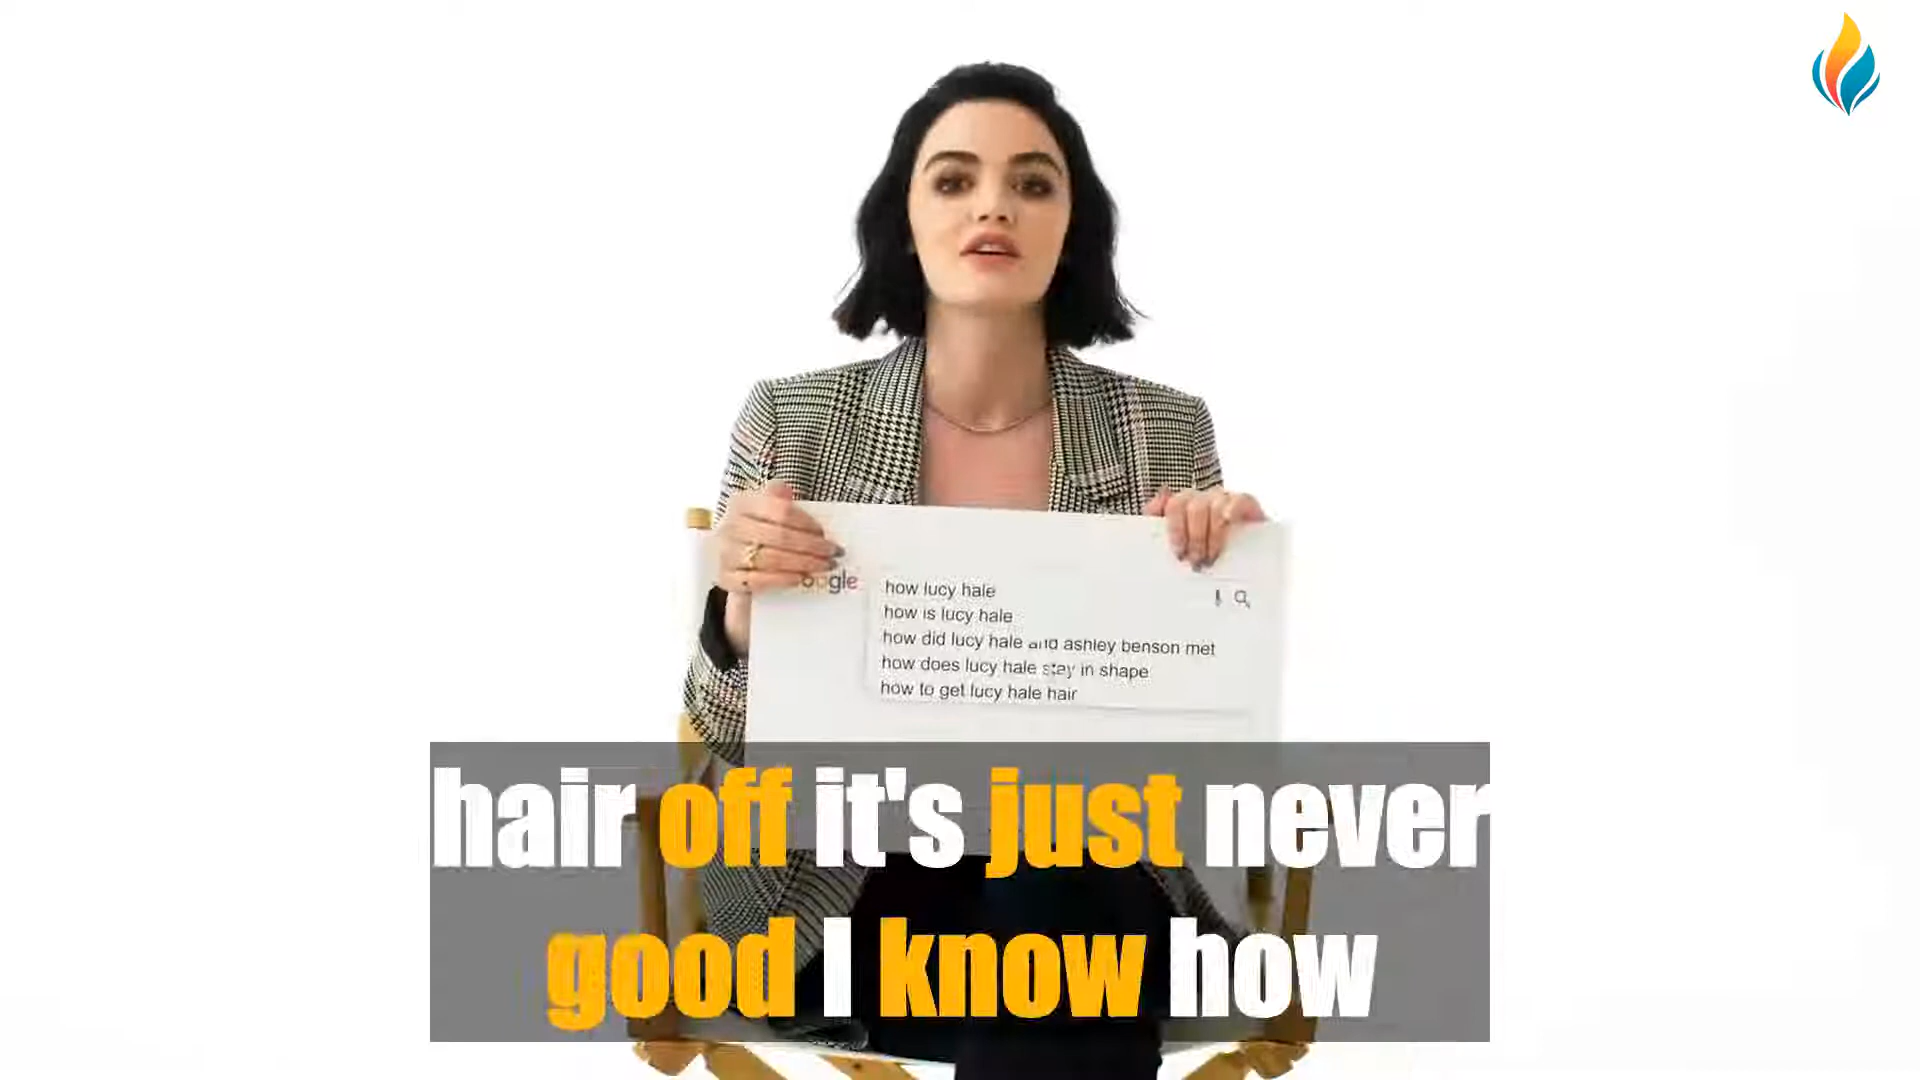 how lucy hale
how is lucy hale
how did lucy hale and ashley benson met
how does lucy hale stay in shape
how to get lucy hale hair
hair off it's just never
good I know how